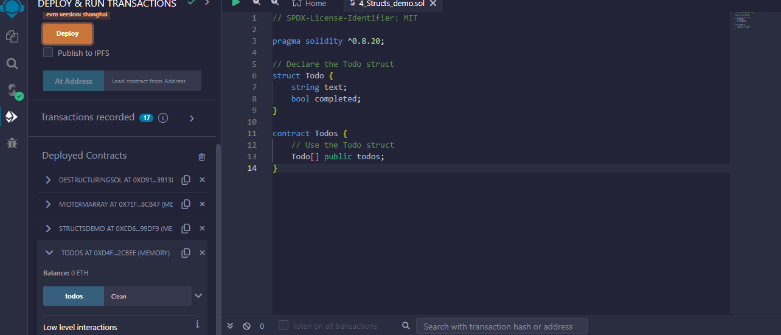 DEPLOY & RUN TRANSACTIONS
evm version: shanghai
Deploy
Publish to IPFS
At Address
Load contract from Address
Transactions recorded 17 i
Deployed Contracts
DESTRUCTURINGSOL AT 0XD91...3913
MIDTERMARRAY AT 0X7EF...8CB47 (ME
STRUCTSDEMO AT 0XCD6...99DF9 (ME
TODOS AT 0XD4F...2CBEE (MEMORY)
Balance: 0 ETH
todos
Clean
Low level interactions i
Home
4_Structs_demo.sol
1 // SPDX-License-Identifier: MIT
2
3 pragma solidity ^0.8.20;
4
5 // Declare the Todo struct
6 struct Todo {
7 string text;
8 bool completed;
9 }
10
11 contract Todos {
12 // Use the Todo struct
13 Todo[] public todos;
14 }
0
listen on all transactions
Search with transaction hash or address